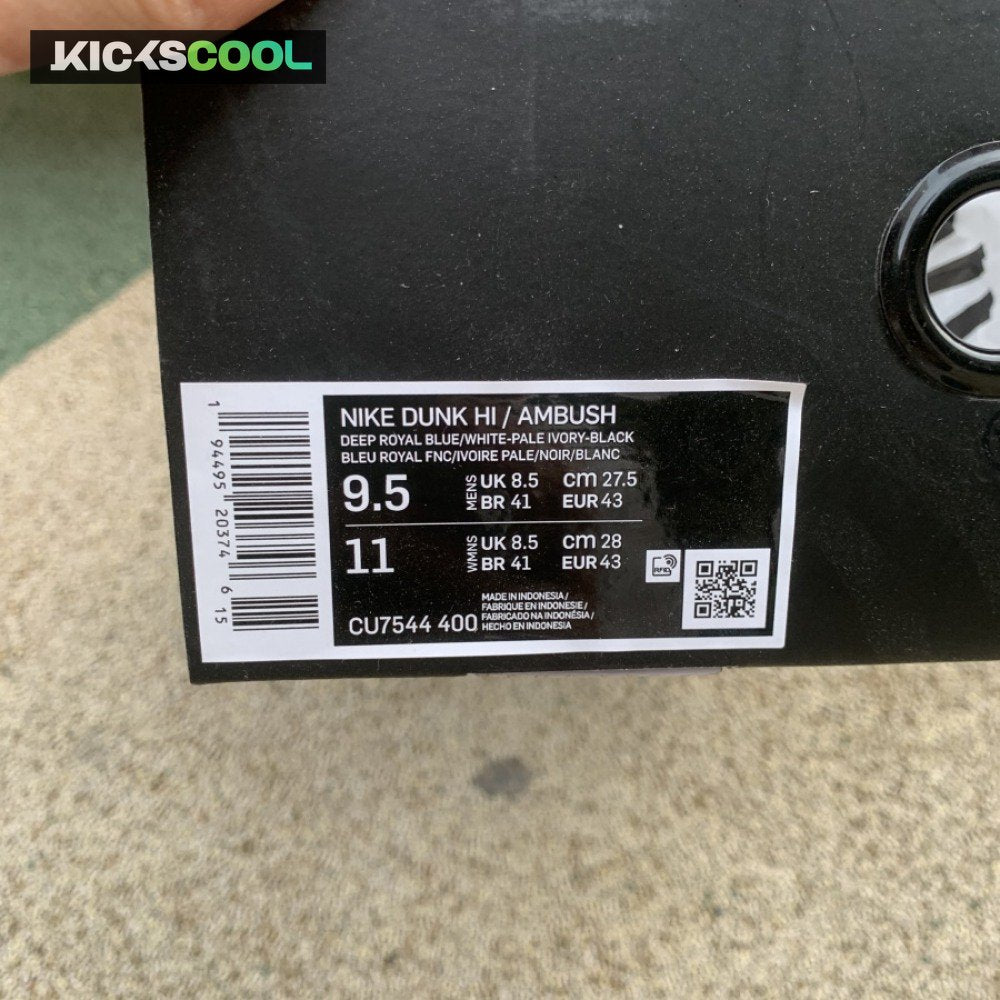 KICKSCOOL
NIKE DUNK HI / AMBUSH
DEEP ROYAL BLUE/WHITE-PALE IVORY-BLACK
BLEU ROYAL FNC/IVOIRE PALE/NOIR/BLANC
9.5 MENS UK 8.5 cm 27.5
BR 41 EUR 43
11 WMNS UK 8.5 cm 28
BR 41 EUR 43
RFID
CU7544 400
MADE IN INDONESIA /
FABRIQUE EN INDONESIE /
FABRICADO NA INDONÉSIA /
HECHO EN INDONESIA
1 94495 20374 6 15